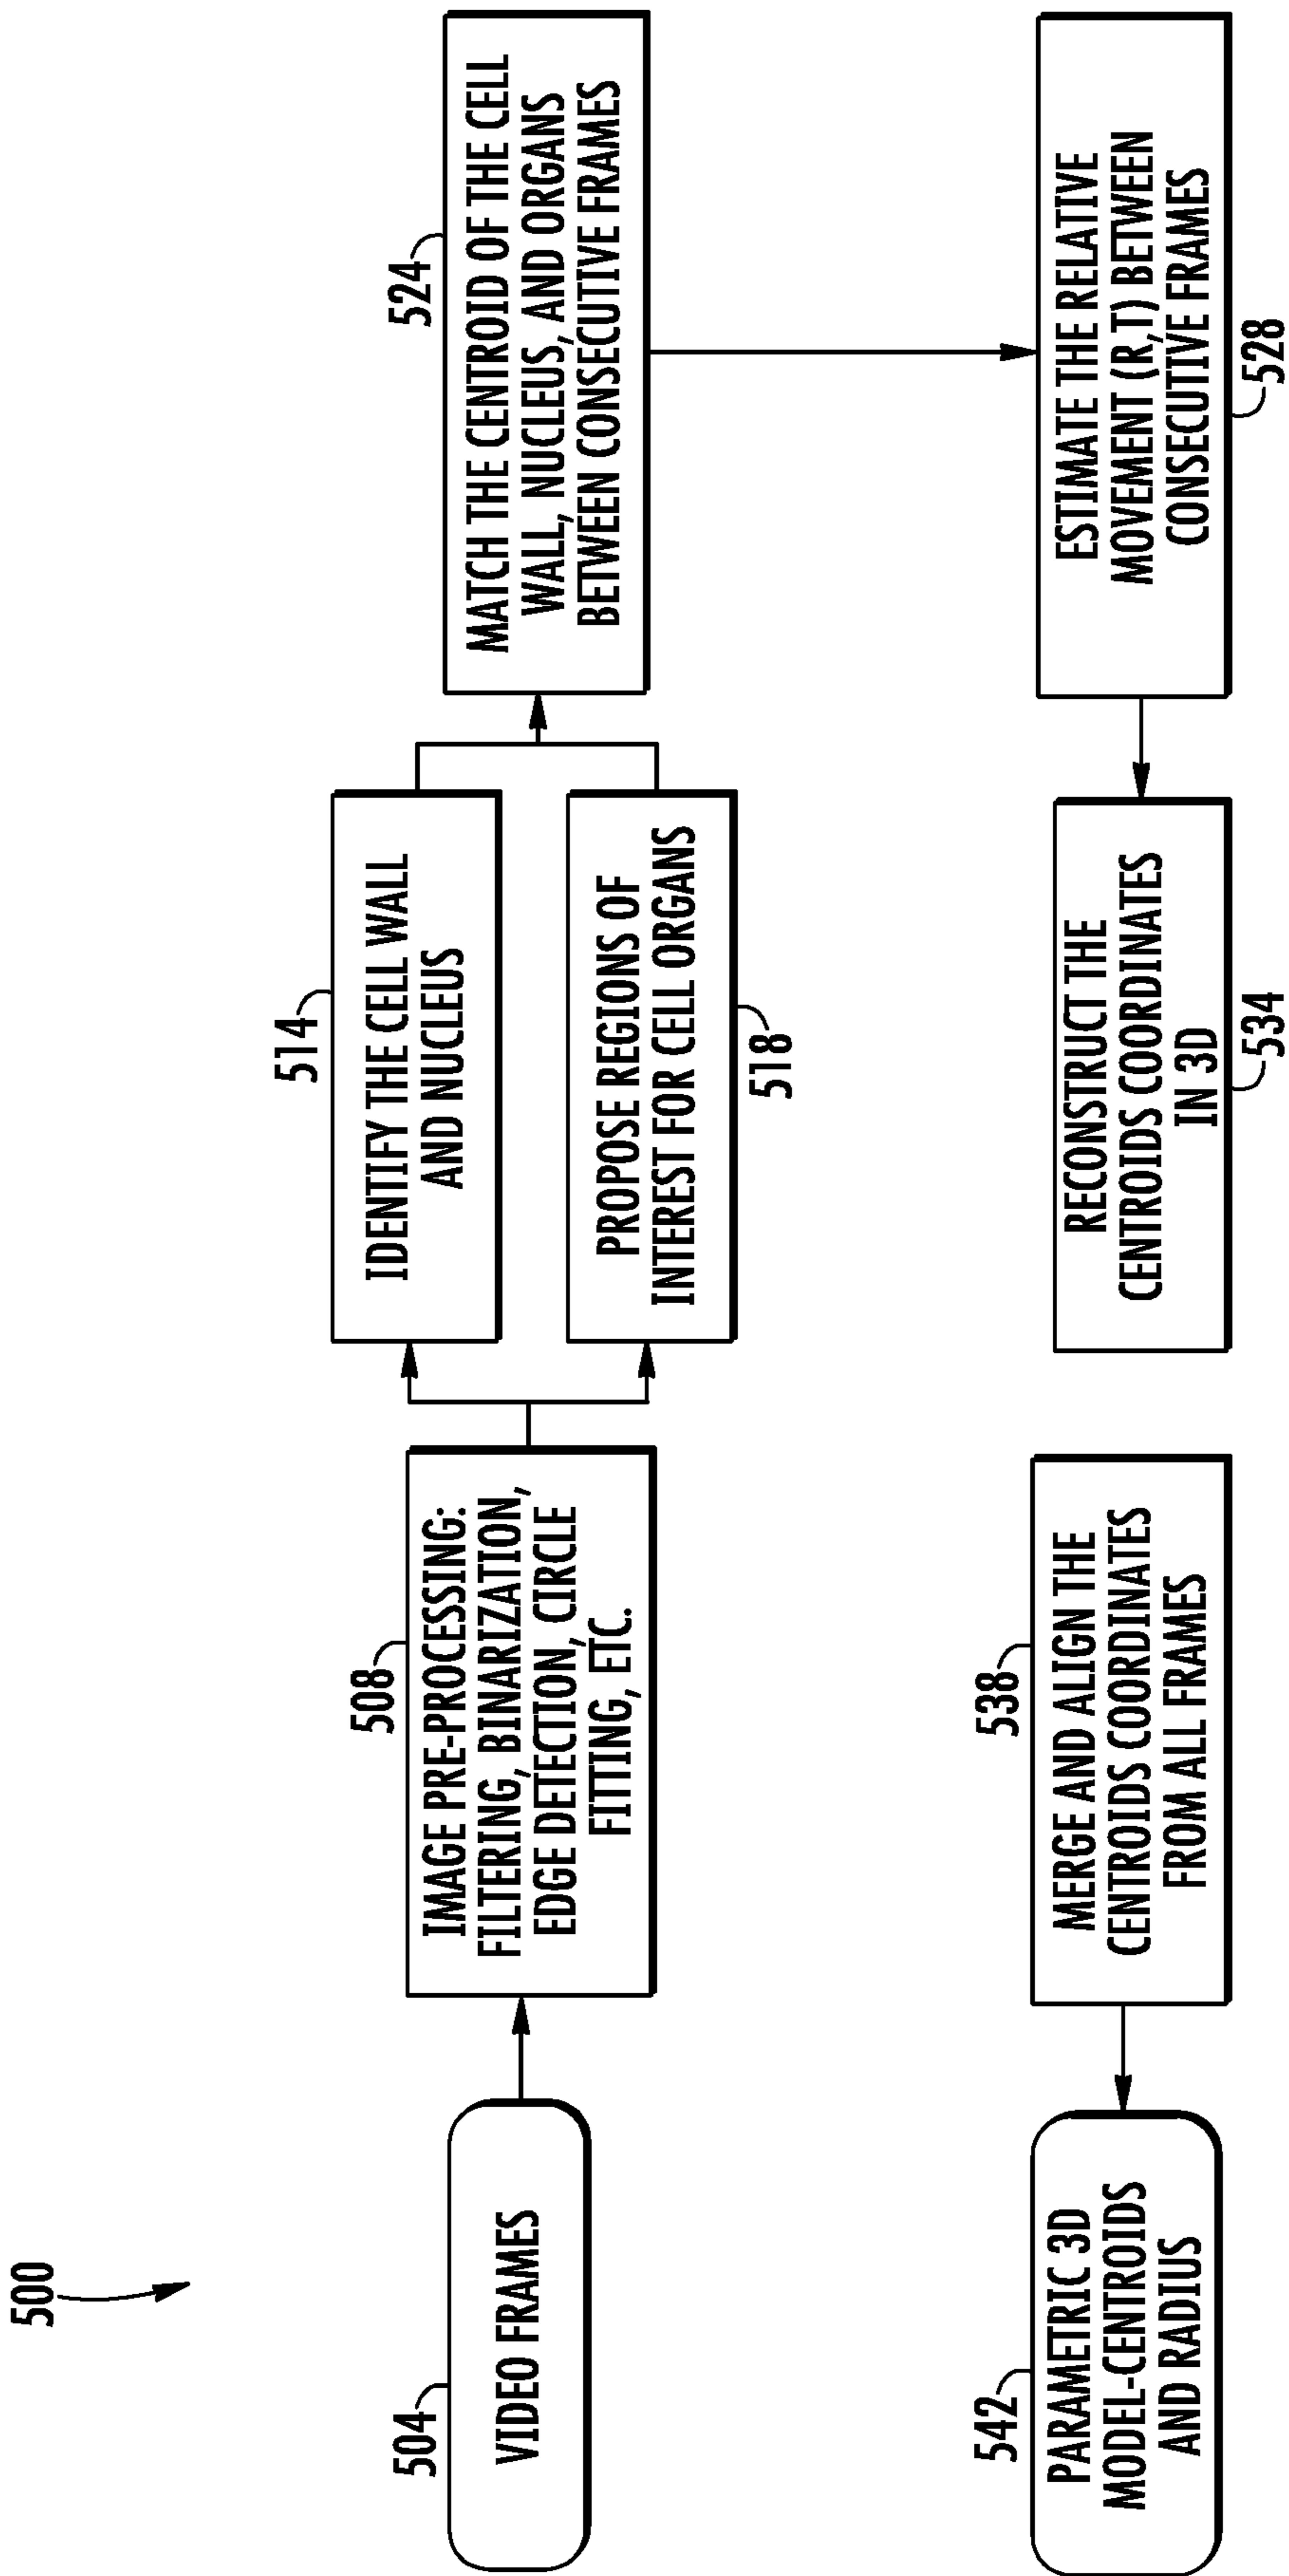 500
504
VIDEO FRAMES
508
IMAGE PRE-PROCESSING:
FILTERING, BINARIZATION,
EDGE DETECTION, CIRCLE
FITTING, ETC.
514
IDENTIFY THE CELL WALL
AND NUCLEUS
PROPOSE REGIONS OF
INTEREST FOR CELL ORGANS
518
524
MATCH THE CENTROID OF THE CELL
WALL, NUCLEUS, AND ORGANS
BETWEEN CONSECUTIVE FRAMES
ESTIMATE THE RELATIVE
MOVEMENT (R,T) BETWEEN
CONSECUTIVE FRAMES
528
RECONSTRUCT THE
CENTROIDS COORDINATES
IN 3D
534
538
MERGE AND ALIGN THE
CENTROIDS COORDINATES
FROM ALL FRAMES
542
PARAMETRIC 3D
MODEL-CENTROIDS
AND RADIUS